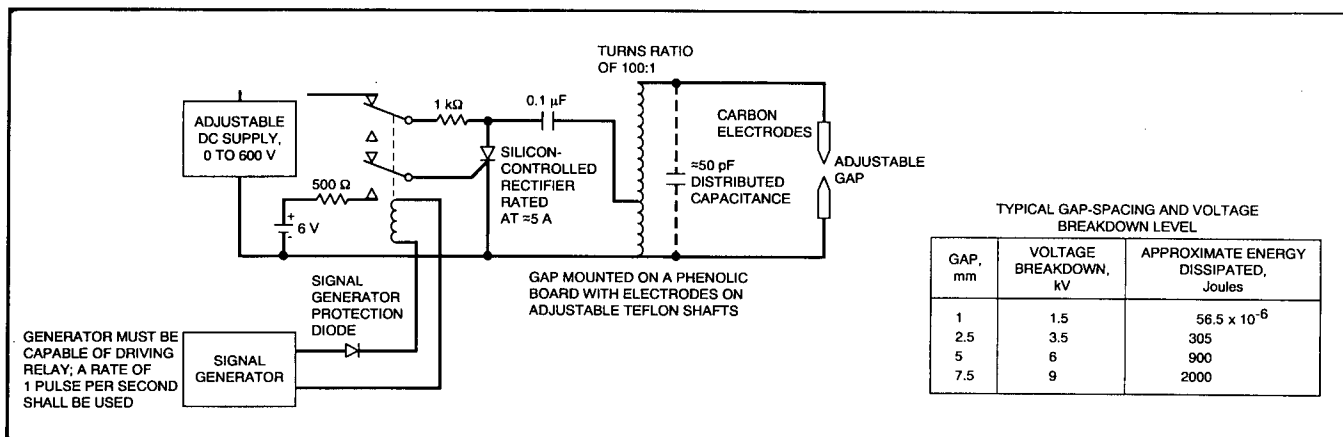 TURNS RATIO
OF 100:1
ADJUSTABLE
DC SUPPLY,
0 TO 600 V
1 kΩ
0.1 μF
SILICON-
CONTROLLED
RECTIFIER
RATED
AT ≈5 A
500 Ω
+
6 V
-
≈50 pF
DISTRIBUTED
CAPACITANCE
CARBON
ELECTRODES
ADJUSTABLE
GAP
GAP MOUNTED ON A PHENOLIC
BOARD WITH ELECTRODES ON
ADJUSTABLE TEFLON SHAFTS
SIGNAL
GENERATOR
PROTECTION
DIODE
GENERATOR MUST BE
CAPABLE OF DRIVING
RELAY; A RATE OF
1 PULSE PER SECOND
SHALL BE USED
SIGNAL
GENERATOR
TYPICAL GAP-SPACING AND VOLTAGE
BREAKDOWN LEVEL
GAP, mm VOLTAGE BREAKDOWN, kV APPROXIMATE ENERGY DISSIPATED, Joules
1 1.5 56.5 x 10⁻⁶
2.5 3.5 305
5 6 900
7.5 9 2000